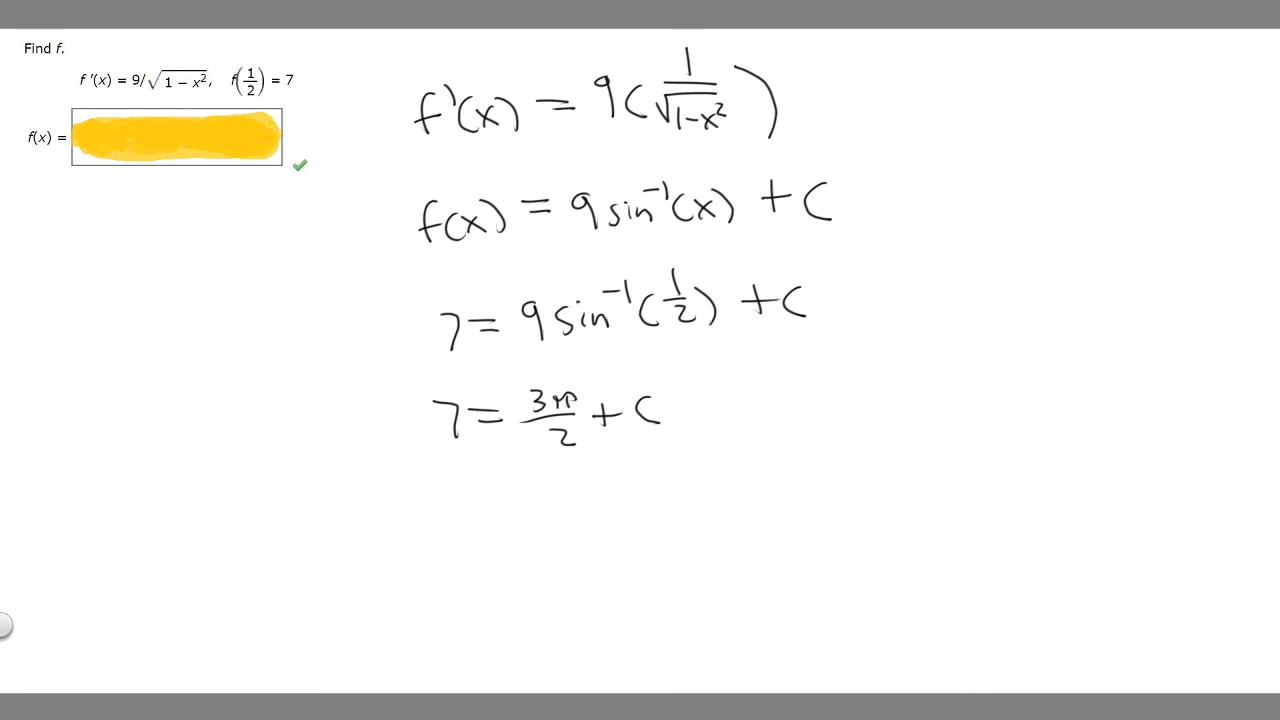 Find f.
f '(x) = 9/√1 − x², f(1/2) = 7
f(x) =
f'(x) = 9(1/√1-x²)
f(x) = 9 sin⁻¹(x) + C
7 = 9 sin⁻¹(1/2) + C
7 = 3π/2 + C